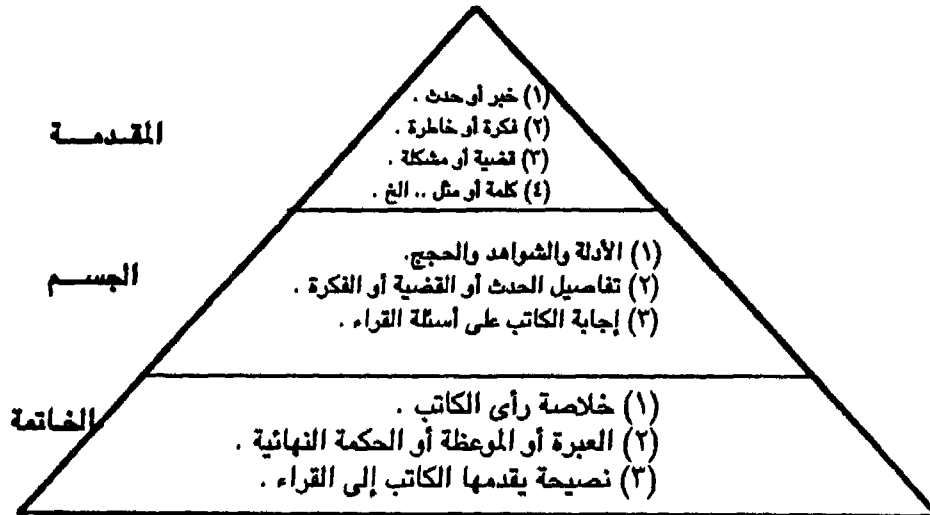 (١) خبر أو حدث .
(٢) فكرة أو خاطرة .
المقدمــة
(٣) قضية أو مشكلة .
(٤) كلمة أو مثل .. الخ .
(١) الأدلة والشواهد والحجج.
الجســم
(٢) تفاصيل الحدث أو القضية أو الفكرة .
(٣) إجابة الكاتب على أسئلة القراء .
(١) خلاصة رأى الكاتب .
الخاتمة
(٢) العبرة أو الموعظة أو الحكمة النهائية .
(٣) نصيحة يقدمها الكاتب إلى القراء .